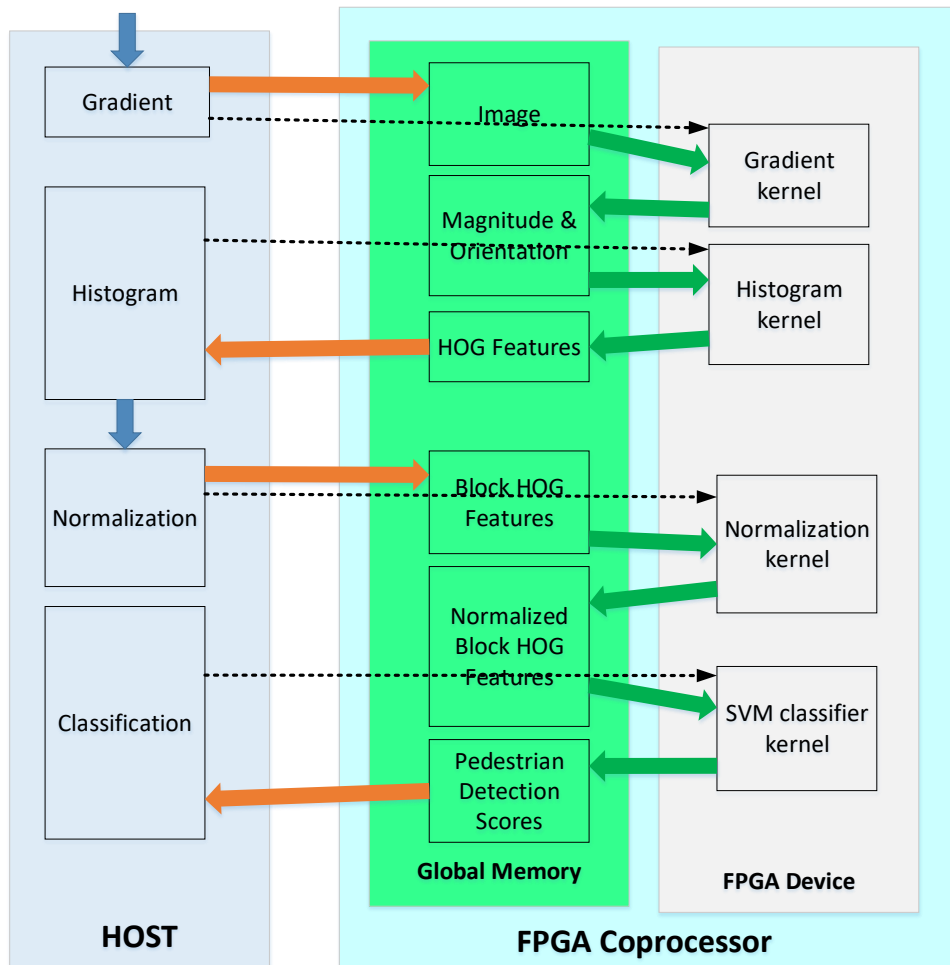 Gradient
Image
Gradient
kernel
Magnitude &
Orientation
Histogram
Histogram
kernel
HOG Features
Normalization
Block HOG
Features
Normalization
kernel
Normalized
Block HOG
Features
Classification
SVM classifier
kernel
Pedestrian
Detection
Scores
Global Memory
FPGA Device
HOST
FPGA Coprocessor